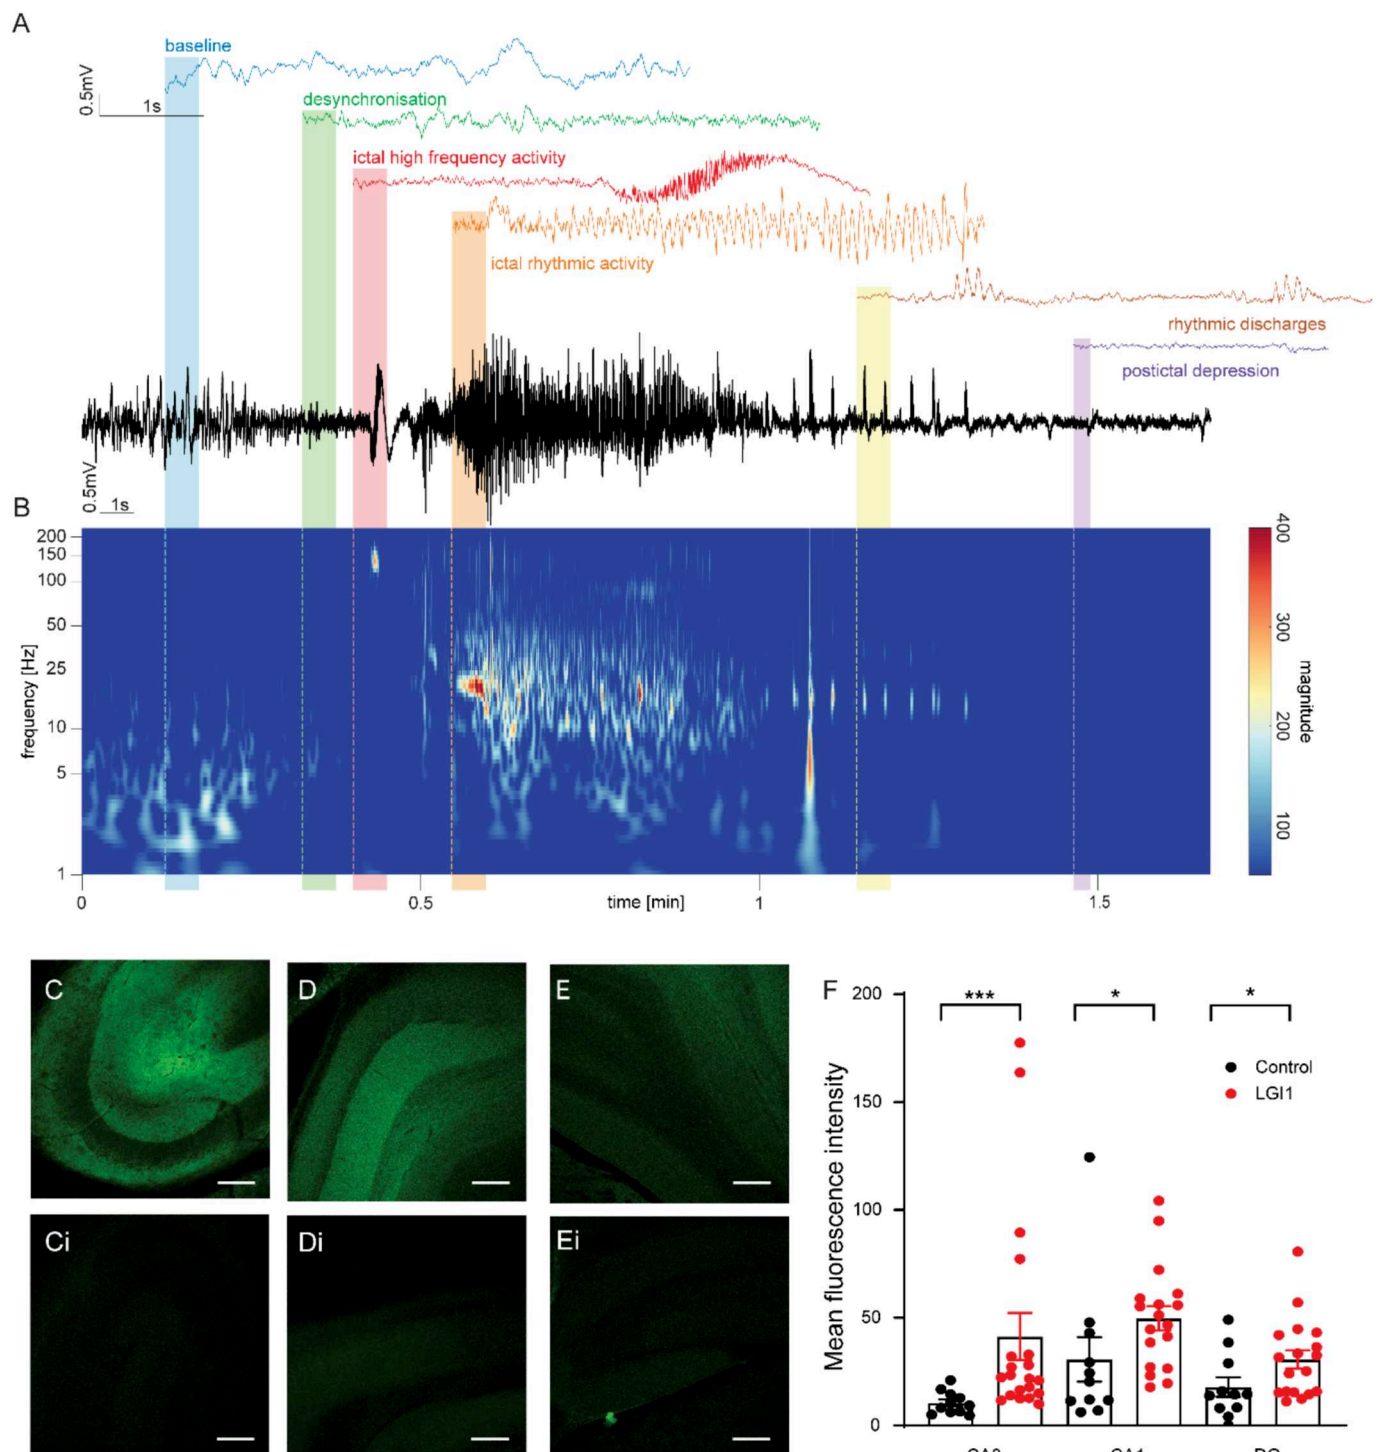 A
baseline
0.5mV
1s
desynchronisation
ictal high frequency activity
ictal rhythmic activity
rhythmic discharges
postictal depression
0.5mV
1s
B
200
150
100
50
25
10
5
1
frequency [Hz]
0
0.5
time [min]
1
1.5
400
300
200
100
magnitude
C
D
E
Ci
Di
Ei
F
200
150
100
50
0
Mean fluorescence intensity
***
*
*
Control
LGI1